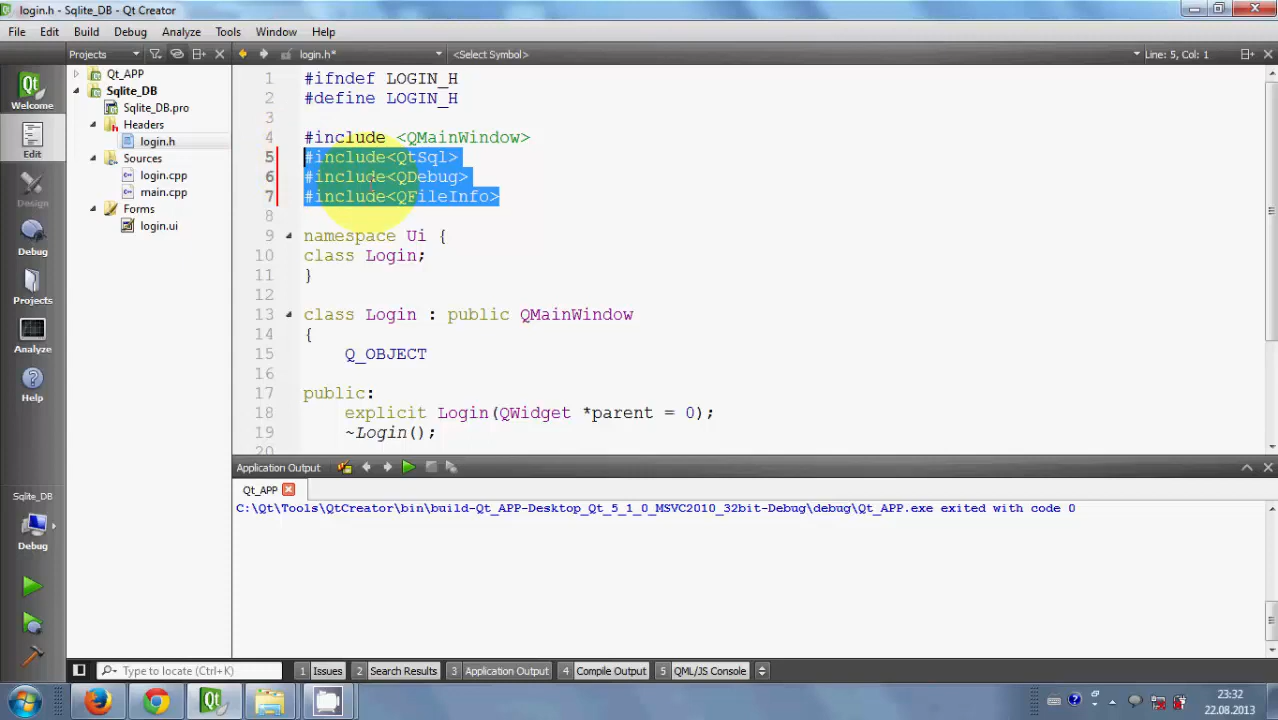 login.h - Sqlite_DB - Qt Creator
File Edit Build Debug Analyze Tools Window Help
Projects login.h* <Select Symbol> Line: 5, Col: 1
Welcome
Edit
Design
Debug
Projects
Analyze
Help
Sqlite_DB
Debug
Qt_APP
Sqlite_DB
Sqlite_DB.pro
Headers
login.h
Sources
login.cpp
main.cpp
Forms
login.ui
1 #ifndef LOGIN_H
2 #define LOGIN_H
3
4 #include <QMainWindow>
5 #include<QtSql>
6 #include<QDebug>
7 #include<QFileInfo>
8
9 namespace Ui {
10 class Login;
11 }
12
13 class Login : public QMainWindow
14 {
15 Q_OBJECT
16
17 public:
18 explicit Login(QWidget *parent = 0);
19 ~Login();
20
Application Output
Qt_APP
C:\Qt\Tools\QtCreator\bin\build-Qt_APP-Desktop_Qt_5_1_0_MSVC2010_32bit-Debug\debug\Qt_APP.exe exited with code 0
Type to locate (Ctrl+K) 1 Issues 2 Search Results 3 Application Output 4 Compile Output 5 QML/JS Console
23:32
22.08.2013